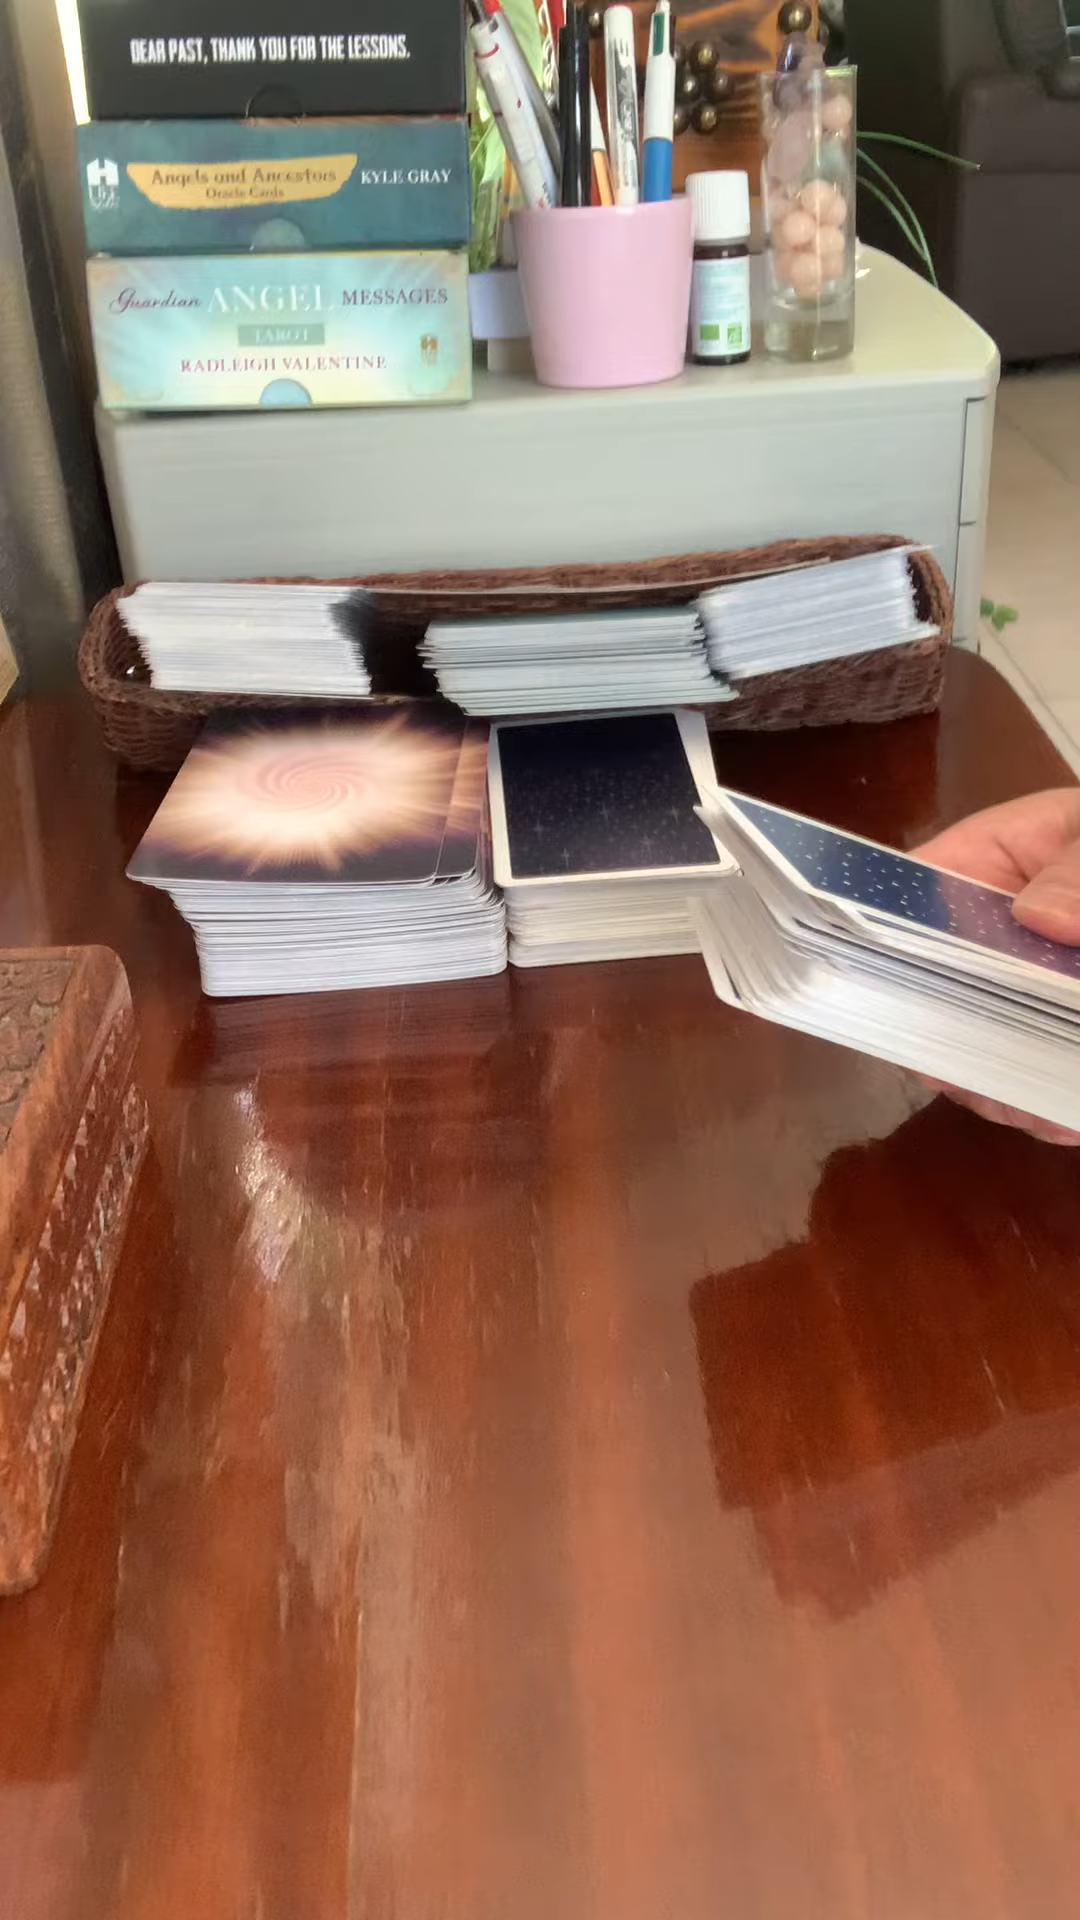 DEAR PAST, THANK YOU FOR THE LESSONS.
Angels and Ancestors
Oracle Cards
KYLE GRAY
Guardian ANGEL MESSAGES
TAROT
RADLEIGH VALENTINE